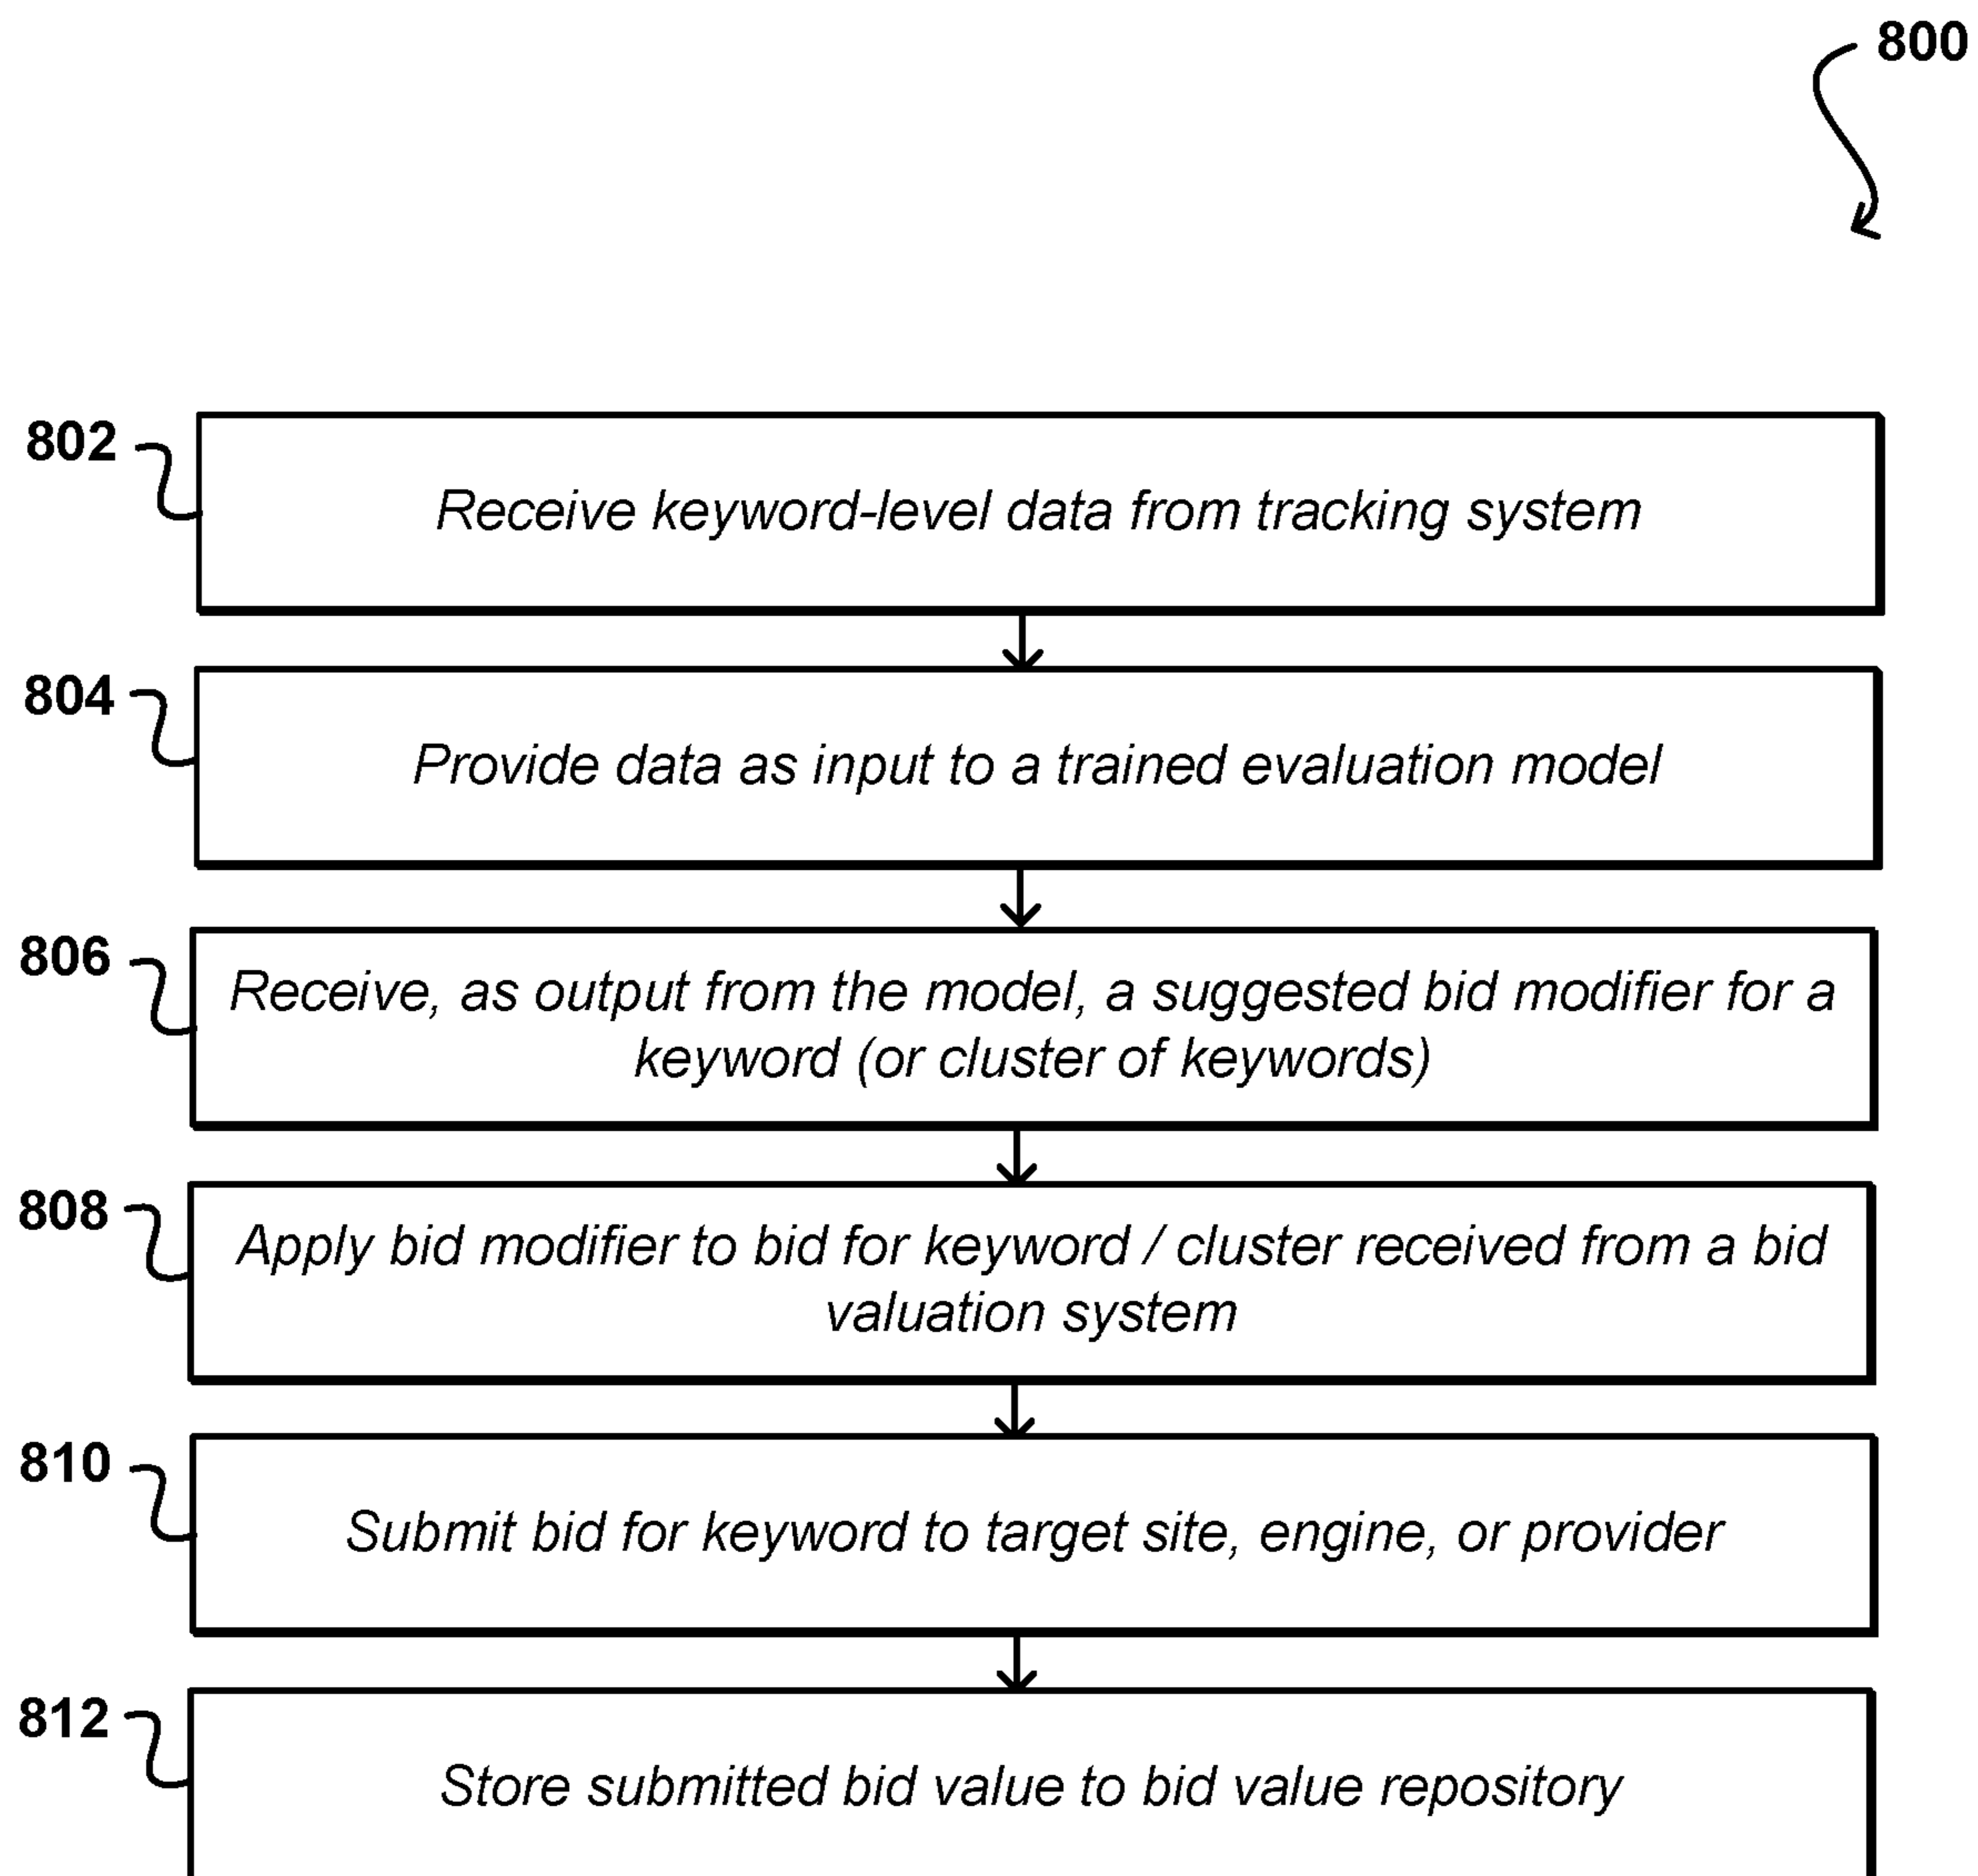 800
802
Receive keyword-level data from tracking system
804
Provide data as input to a trained evaluation model
806
Receive, as output from the model, a suggested bid modifier for a
keyword (or cluster of keywords)
808
Apply bid modifier to bid for keyword / cluster received from a bid
valuation system
810
Submit bid for keyword to target site, engine, or provider
812
Store submitted bid value to bid value repository